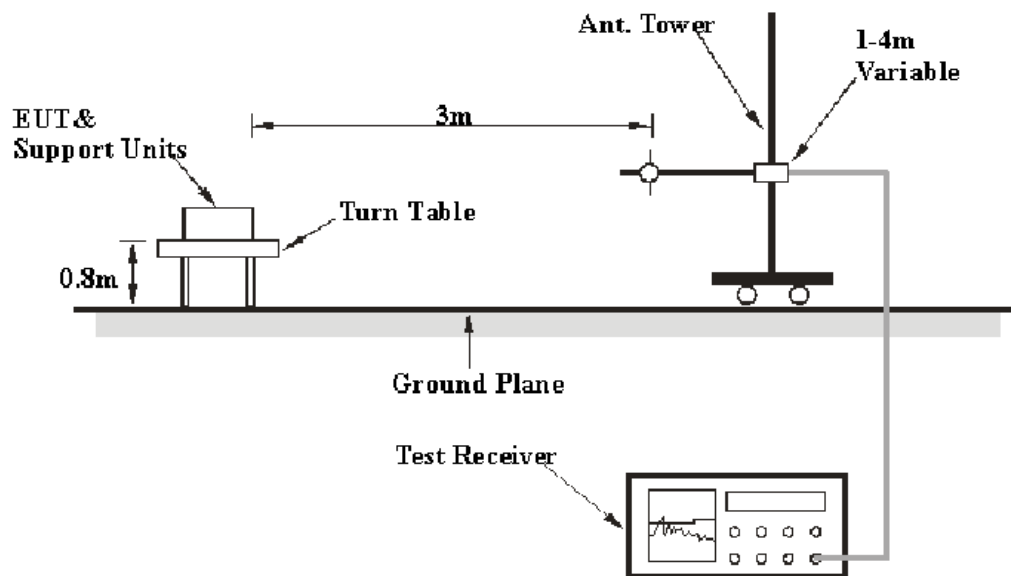 Ant. Tower
1-4m
Variable
3m
EUT&
Support Units
Turn Table
0.8m
Ground Plane
Test Receiver